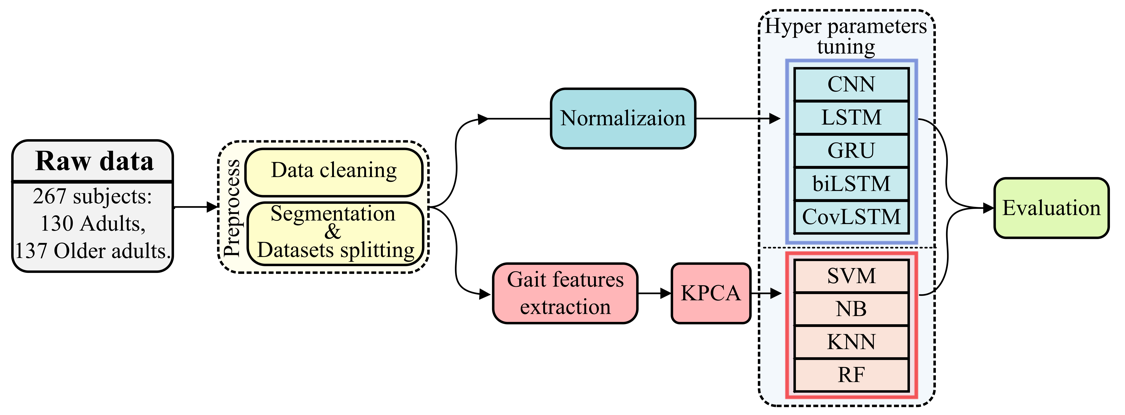 Raw data
267 subjects:
130 Adults,
137 Older adults.
Preprocess
Data cleaning
Segmentation
&
Datasets splitting
Normalizaion
Gait features
extraction
KPCA
Hyper parameters
tuning
CNN
LSTM
GRU
biLSTM
CovLSTM
SVM
NB
KNN
RF
Evaluation